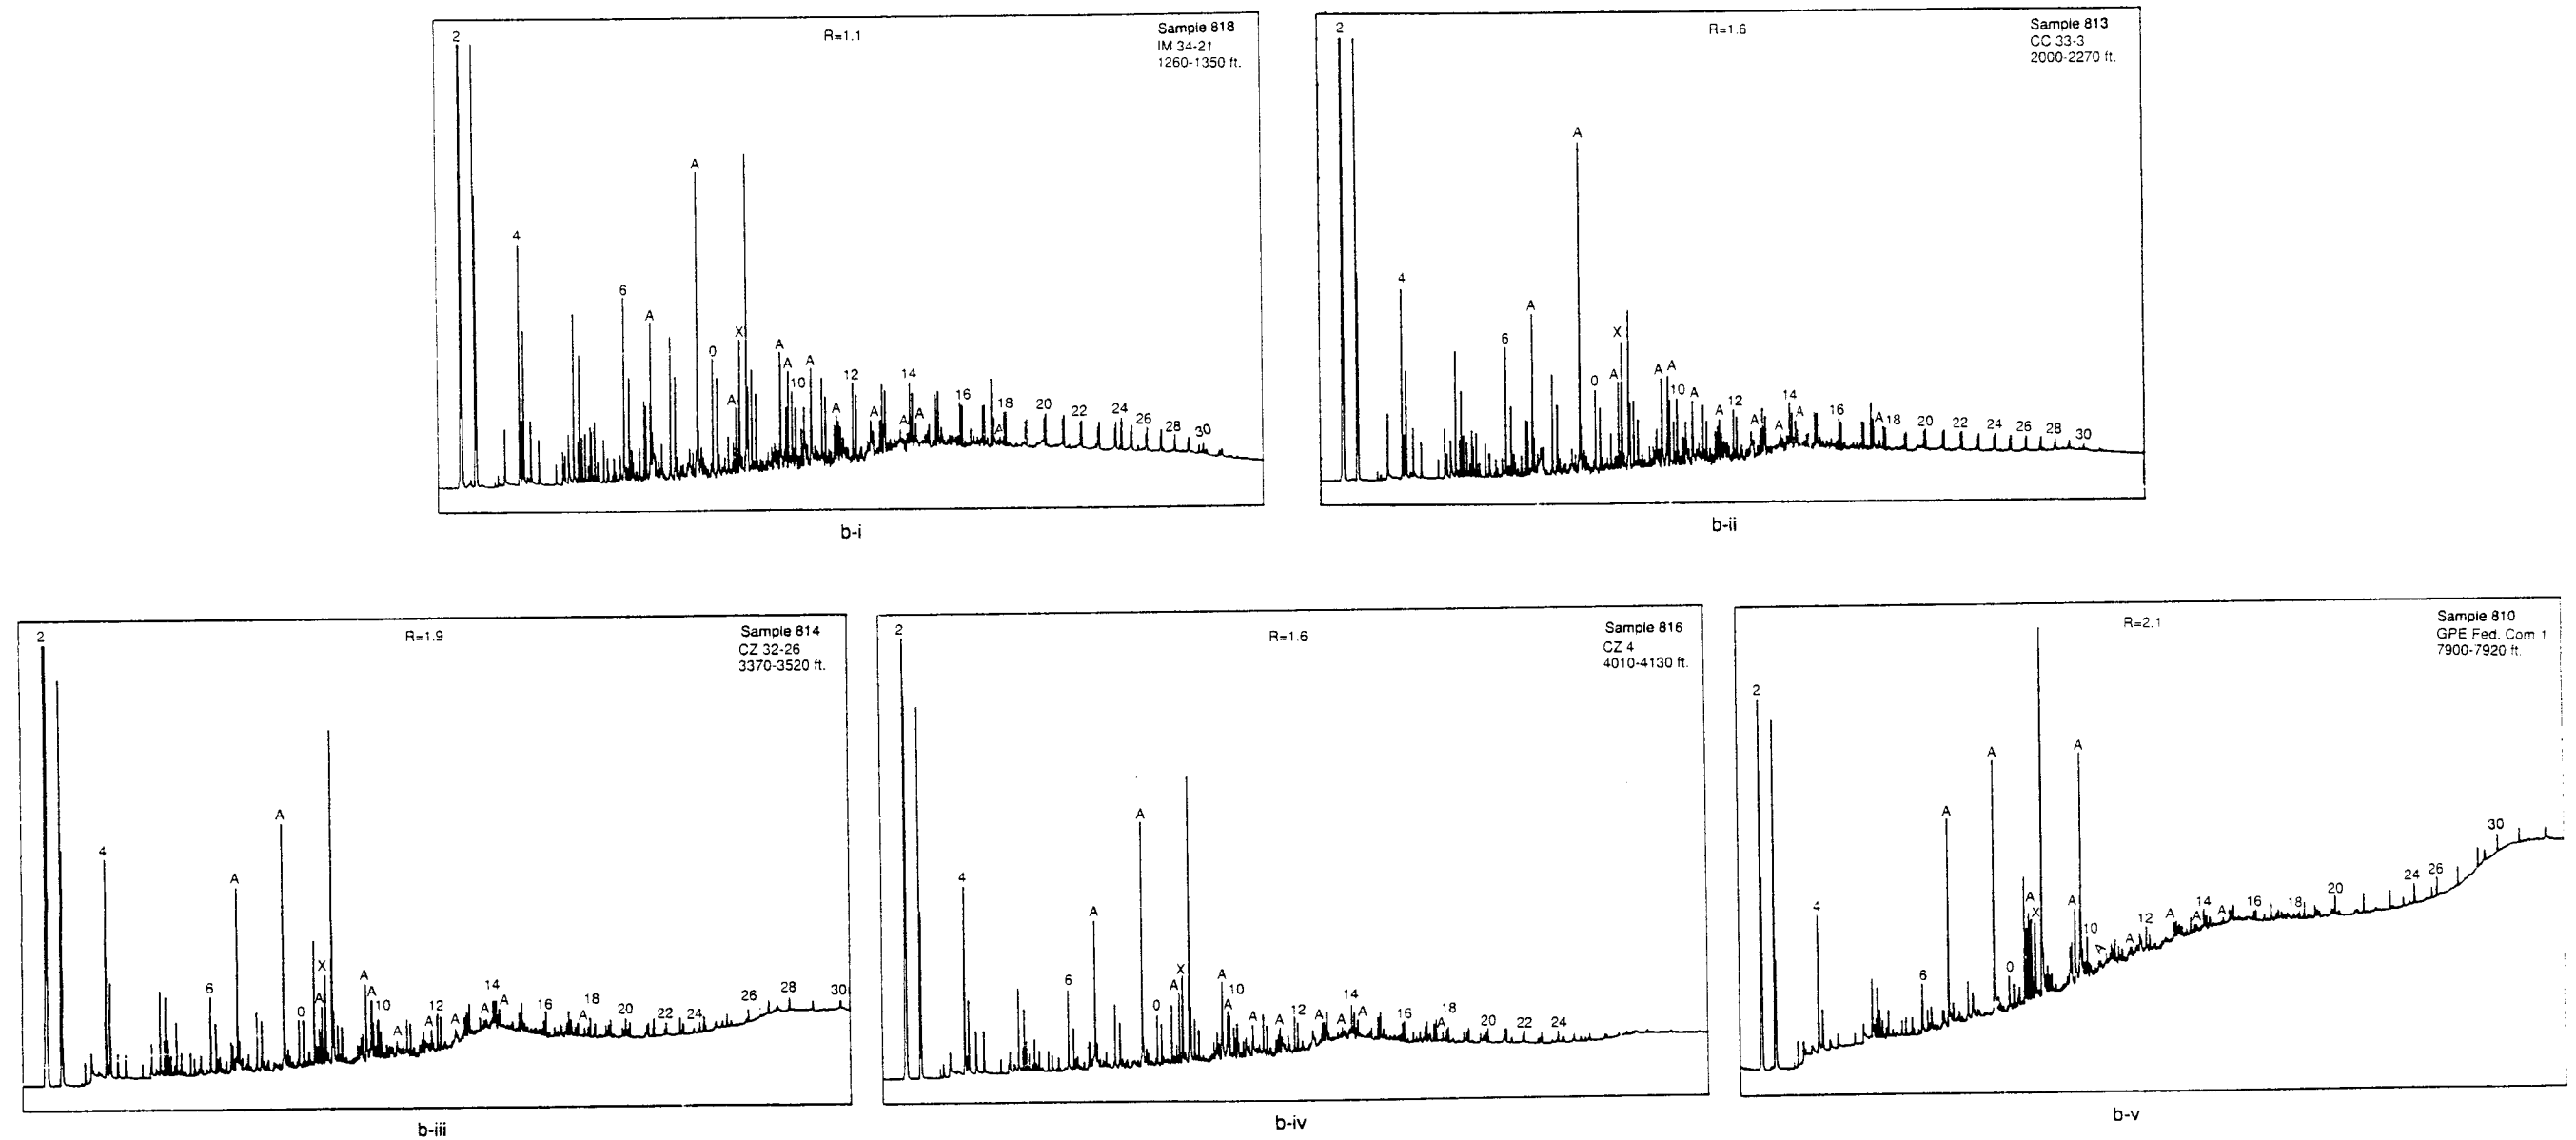 R=1.1
Sample 818
IM 34-21
1260-1350 ft.
2
4
6
A
A
0
X
A
A
A
10
A
A
12
A
14
A
A
16
A
18
20
22
24
26
28
30
b-i
R=1.6
Sample 813
CC 33-3
2000-2270 ft.
2
4
6
A
A
0
X
A
A
A
10
A
A
12
A
14
A
A
16
A
18
20
22
24
26
28
30
b-ii
R=1.9
Sample 814
CZ 32-26
3370-3520 ft.
2
4
6
A
A
0
X
A
A
A
10
A
A
12
A
14
A
A
16
A
18
20
22
24
26
28
30
b-iii
R=1.6
Sample 816
CZ 4
4010-4130 ft.
2
4
6
A
A
0
X
A
A
A
10
A
A
12
A
14
A
A
16
A
18
20
22
24
b-iv
R=2.1
Sample 810
GPE Fed. Com 1
7900-7920 ft.
2
4
6
A
A
0
A
X
A
A
10
A
A
12
A
14
A
A
16
18
20
24
26
30
b-v